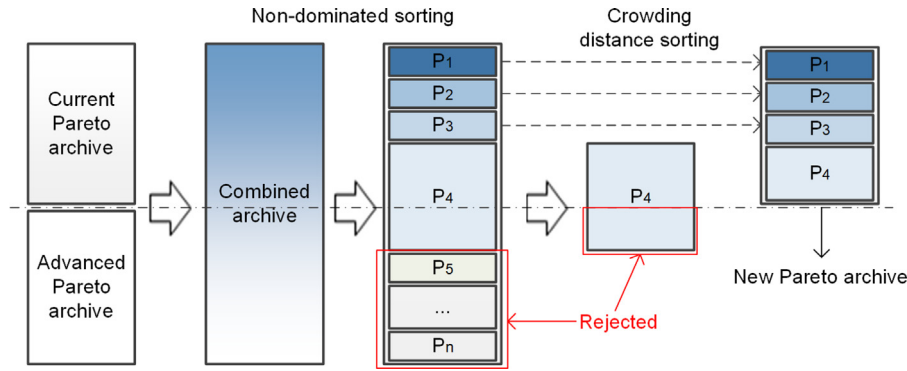 Non-dominated sorting
Crowding
distance sorting
Current
Pareto
archive
Advanced
Pareto
archive
Combined
archive
P1
P2
P3
P4
P5
...
Pn
P4
Rejected
P1
P2
P3
P4
New Pareto archive